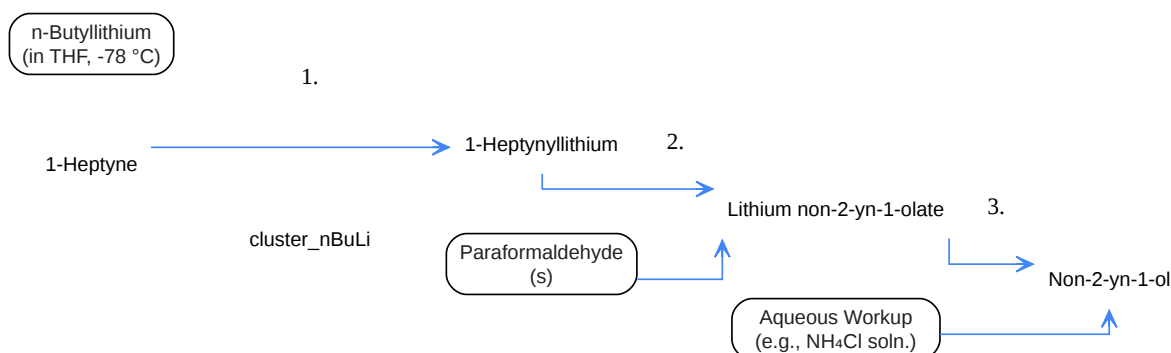 n-Butyllithium
(in THF, -78 °C)
1.
1-Heptyne
1-Heptynyllithium
2.
cluster_nBuLi
Paraformaldehyde
(s)
Lithium non-2-yn-1-olate
3.
Aqueous Workup
(e.g., NH₄Cl soln.)
Non-2-yn-1-ol